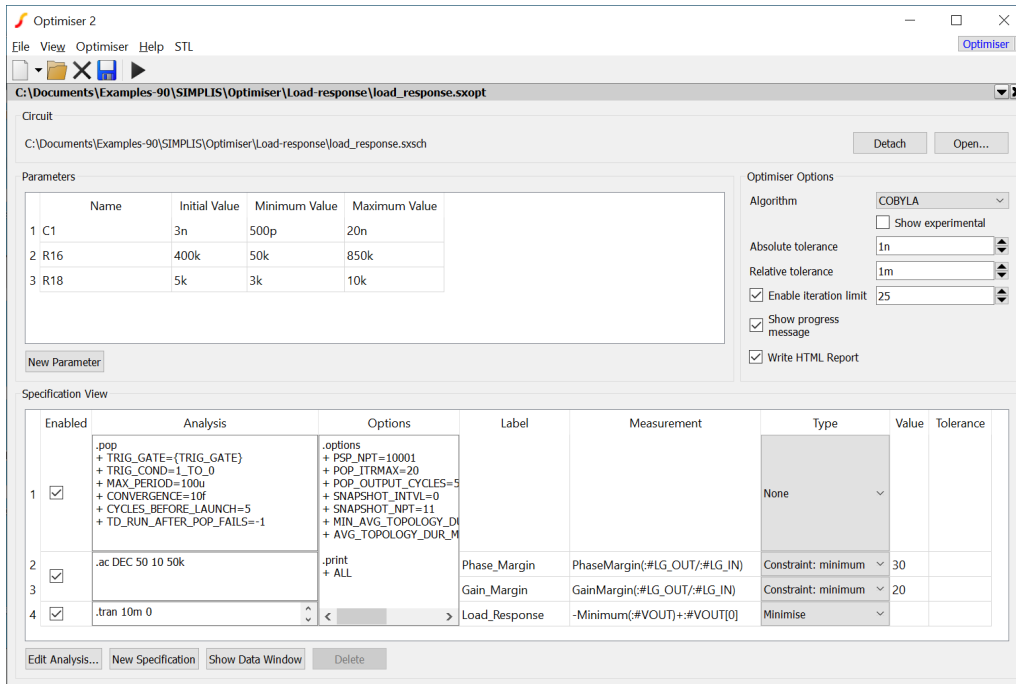 Optimiser 2
File View Optimiser Help STL
Optimiser
C:\Documents\Examples-90\SIMPLIS\Optimiser\Load-response\load_response.sxopt
Circuit
C:\Documents\Examples-90\SIMPLIS\Optimiser\Load-response\load_response.sxsch
Detach
Open...
Parameters
Name Initial Value Minimum Value Maximum Value
1 C1 3n 500p 20n
2 R16 400k 50k 850k
3 R18 5k 3k 10k
New Parameter
Optimiser Options
Algorithm COBYLA
Show experimental
Absolute tolerance 1n
Relative tolerance 1m
Enable iteration limit 25
Show progress
message
Write HTML Report
Specification View
Enabled Analysis Options Label Measurement Type Value Tolerance
1
.pop
+ TRIG_GATE={TRIG_GATE}
+ TRIG_COND=1_TO_0
+ MAX_PERIOD=100u
+ CONVERGENCE=10f
+ CYCLES_BEFORE_LAUNCH=5
+ TD_RUN_AFTER_POP_FAILS=-1
.options
+ PSP_NPT=10001
+ POP_ITRMAX=20
+ POP_OUTPUT_CYCLES=5
+ SNAPSHOT_INTVL=0
+ SNAPSHOT_NPT=11
+ MIN_AVG_TOPOLOGY_DU
+ AVG_TOPOLOGY_DUR_M
.print
+ ALL
None
2 .ac DEC 50 10 50k Phase_Margin PhaseMargin(:#LG_OUT/:#LG_IN) Constraint: minimum 30
3 Gain_Margin GainMargin(:#LG_OUT/:#LG_IN) Constraint: minimum 20
4 .tran 10m 0 Load_Response -Minimum(:#VOUT)+:#VOUT[0] Minimise
Edit Analysis... New Specification Show Data Window Delete